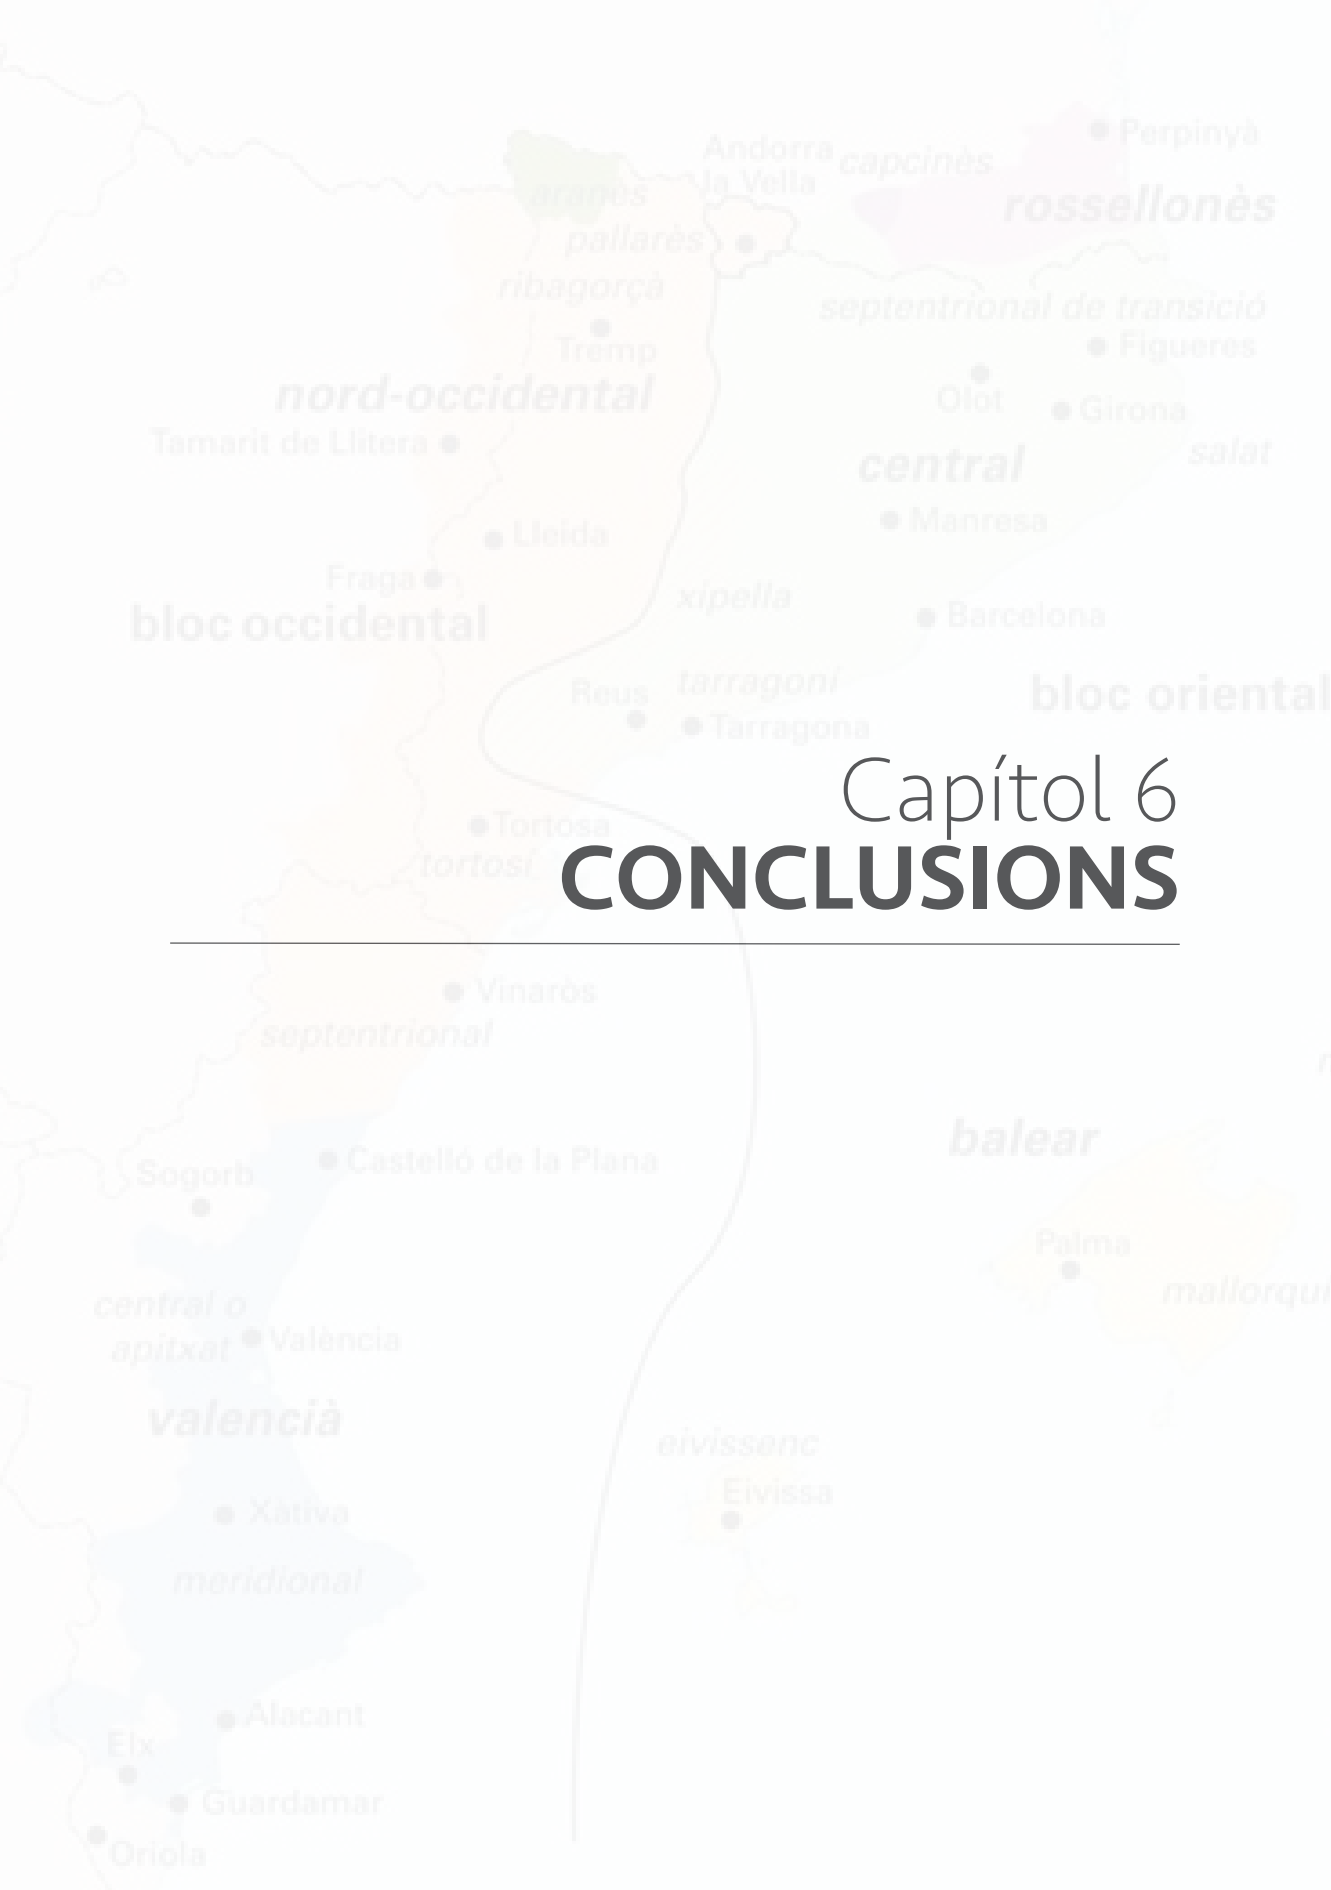 Perpinyà
Andorra
la Vella
capcinès
aranès
rossellonès
pallarès
ribagorçà
septentrional de transició
Tremp
Figueres
nord-occidental
Olot
Girona
Tamarit de Llitera
central
salat
Manresa
Lleida
Fraga
xipella
bloc occidental
Barcelona
Reus
tarragoní
bloc oriental
Tarragona
Capítol 6
Tortosa
tortosí
CONCLUSIONS
Vinaròs
septentrional
balear
Castelló de la Plana
Sogorb
Palma
mallorquí
central o
apitxat
València
valencià
eivissenc
Eivissa
Xàtiva
meridional
Alacant
Elx
Guardamar
Oriola